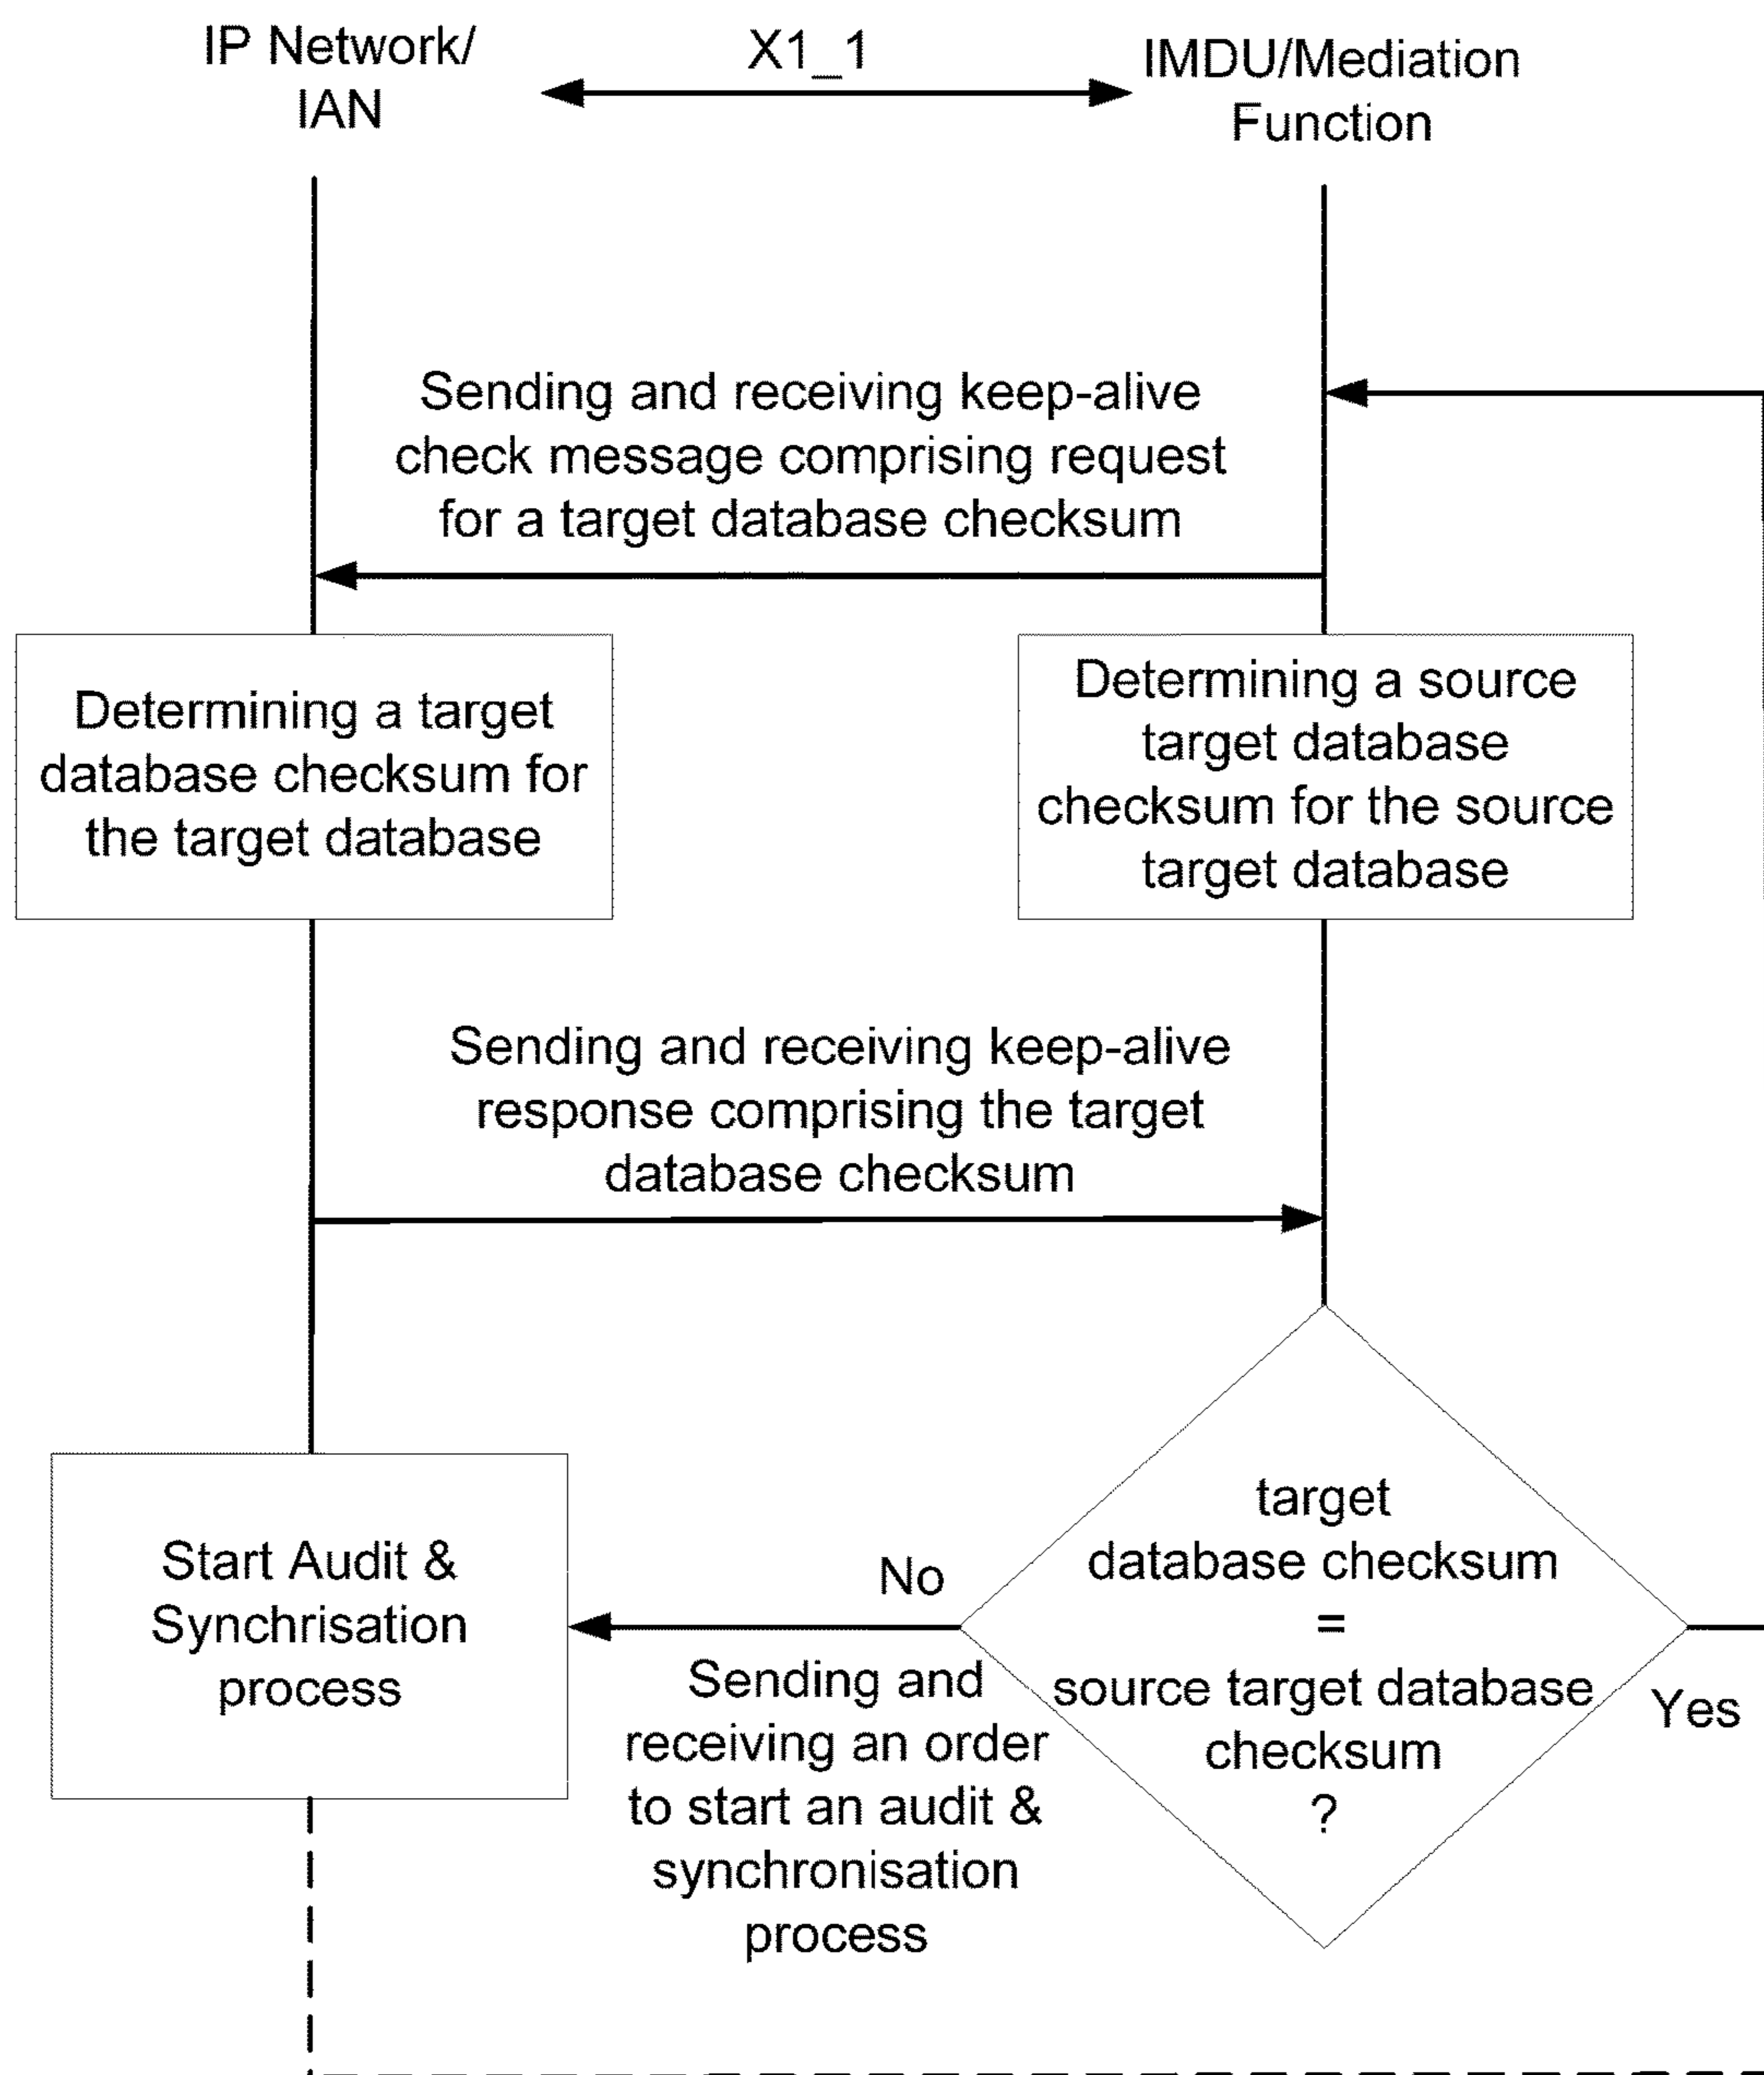 IP Network/
IAN
X1_1
IMDU/Mediation
Function
Sending and receiving keep-alive
check message comprising request
for a target database checksum
Determining a target
database checksum for
the target database
Determining a source
target database
checksum for the source
target database
Sending and receiving keep-alive
response comprising the target
database checksum
Start Audit &
Synchrisation
process
No
Sending and
receiving an order
to start an audit &
synchronisation
process
target
database checksum
=
source target database
checksum
?
Yes